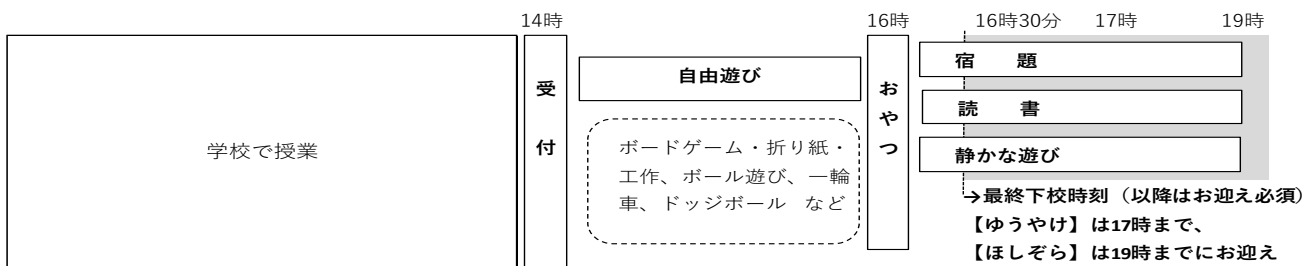 14時
16時
16時30分
17時
19時
学校で授業
受付
自由遊び
ボードゲーム・折り紙・
工作、ボール遊び、一輪
車、ドッジボール など
おやつ
宿 題
読 書
静かな遊び
→最終下校時刻（以降はお迎え必須）
【ゆうやけ】は17時まで、
【ほしぞら】は19時までにお迎え